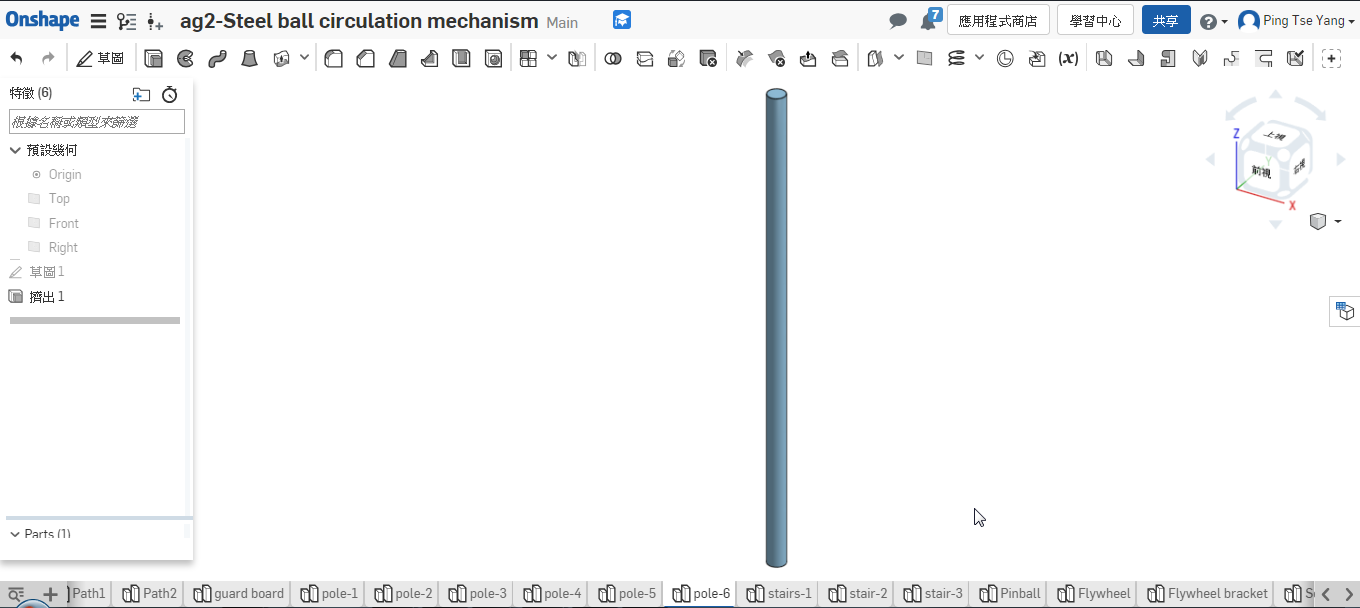 Onshape ag2-Steel ball circulation mechanism Main 7 應用程式商店 學習中心 共享 Ping Tse Yang
草圖 (x)
特徵 (6)
根據名稱或類型來篩選
預設幾何
Origin
Top
Front
Right
草圖 1
擠出 1
Parts (1)
上視
前視
右視
Z
X
Y
Path1 Path2 guard board pole-1 pole-2 pole-3 pole-4 pole-5 pole-6 stairs-1 stair-2 stair-3 Pinball Flywheel Flywheel bracket